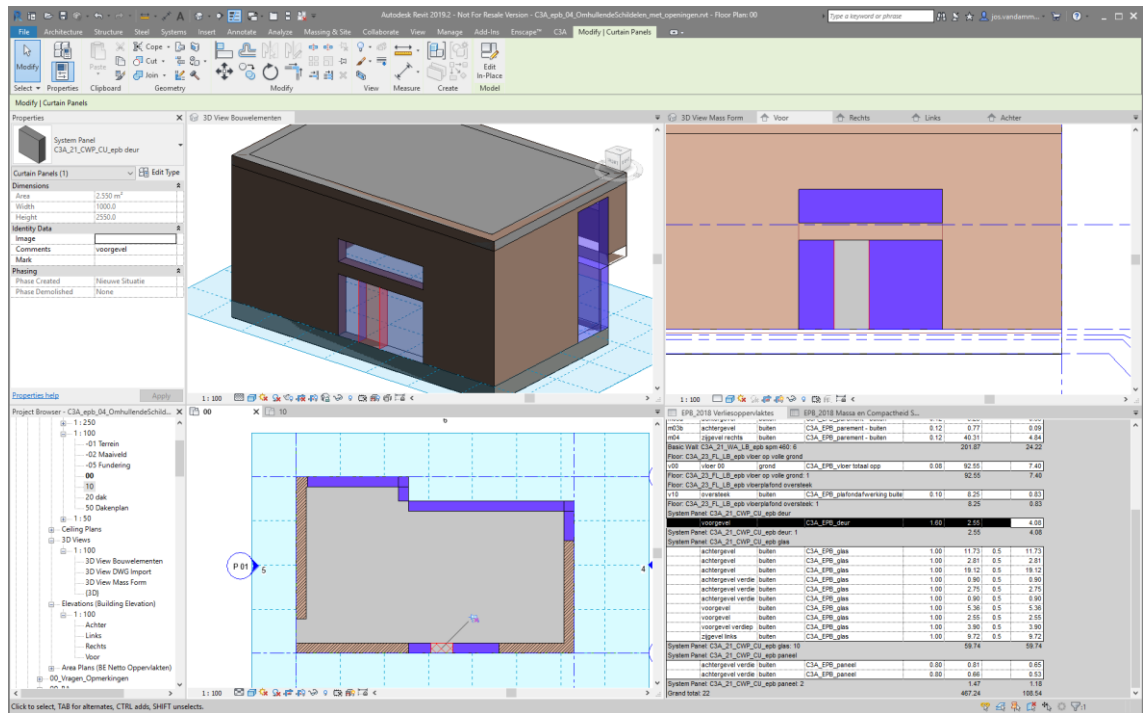 Autodesk Revit 2019.2 - Not For Resale Version - C3A_epb_04_OmhullendeSchildelen_met_openingen.rvt - Floor Plan: 00
Type a keyword or phrase
jos.vandamm...
File Architecture Structure Steel Systems Insert Annotate Analyze Massing & Site Collaborate View Manage Add-Ins Enscape™ C3A Modify | Curtain Panels
Modify
Paste
Cope
Cut
Join
Edit
In-Place
Select Properties Clipboard Geometry Modify View Measure Create Model
Modify | Curtain Panels
Properties
System Panel
C3A_21_CWP_CU_epb deur
Curtain Panels (1) Edit Type
Dimensions
Area 2.550 m²
Width 1000.0
Height 2550.0
Identity Data
Image
Comments voorgevel
Mark
Phasing
Phase Created Nieuwe Situatie
Phase Demolished None
Properties help Apply
3D View Bouwelementen
1 : 100
3D View Mass Form Voor Rechts Links Achter
1 : 100
Project Browser - C3A_epb_04_OmhullendeSchild...
1 : 250
1 : 100
-01 Terrein
-02 Maaiveld
-05 Fundering
00
10
20 dak
50 Dakenplan
1 : 50
Ceiling Plans
3D Views
1 : 100
3D View Bouwelementen
3D View DWG Import
3D View Mass Form
{3D}
Elevations (Building Elevation)
1 : 100
Achter
Links
Rechts
Voor
Area Plans (BE Netto Oppervlakten)
00_Vragen_Opmerkingen
00 10
P 01
5
4
1 : 100
EPB_2018 Verliesoppervlaktes EPB_2018 Massa en Compactheid S...
m03b achtergevel buiten C3A_EPB_parement - buiten 0.12 0.77 0.09
m04 zijgevel rechts buiten C3A_EPB_parement - buiten 0.12 40.31 4.84
Basic Wall: C3A_21_WA_LB_epb spm 460: 6 201.87 24.22
Floor: C3A_23_FL_LB_epb vloer op volle grond
v00 vloer 00 grond C3A_EPB_vloer totaal opp 0.08 92.55 7.40
Floor: C3A_23_FL_LB_epb vloer op volle grond: 1 92.55 7.40
Floor: C3A_23_FL_LB_epb vloerplafond oversteek
v10 oversteek buiten C3A_EPB_plafondafwerking buite 0.10 8.25 0.83
Floor: C3A_23_FL_LB_epb vloerplafond oversteek: 1 8.25 0.83
System Panel: C3A_21_CWP_CU_epb deur
voorgevel C3A_EPB_deur 1.60 2.55 4.08
System Panel: C3A_21_CWP_CU_epb deur: 1 2.55 4.08
System Panel: C3A_21_CWP_CU_epb glas
achtergevel buiten C3A_EPB_glas 1.00 11.73 0.5 11.73
achtergevel buiten C3A_EPB_glas 1.00 2.81 0.5 2.81
achtergevel buiten C3A_EPB_glas 1.00 19.12 0.5 19.12
achtergevel verdie buiten C3A_EPB_glas 1.00 0.90 0.5 0.90
achtergevel verdie buiten C3A_EPB_glas 1.00 2.75 0.5 2.75
achtergevel verdie buiten C3A_EPB_glas 1.00 0.90 0.5 0.90
voorgevel buiten C3A_EPB_glas 1.00 5.36 0.5 5.36
voorgevel buiten C3A_EPB_glas 1.00 2.55 0.5 2.55
voorgevel verdiep buiten C3A_EPB_glas 1.00 3.90 0.5 3.90
zijgevel links buiten C3A_EPB_glas 1.00 9.72 0.5 9.72
System Panel: C3A_21_CWP_CU_epb glas: 10 59.74 59.74
System Panel: C3A_21_CWP_CU_epb paneel
achtergevel verdie buiten C3A_EPB_paneel 0.80 0.81 0.65
achtergevel verdie buiten C3A_EPB_paneel 0.80 0.66 0.53
System Panel: C3A_21_CWP_CU_epb paneel: 2 1.47 1.18
Grand total: 22 467.24 108.54
Click to select, TAB for alternates, CTRL adds, SHIFT unselects.
:1